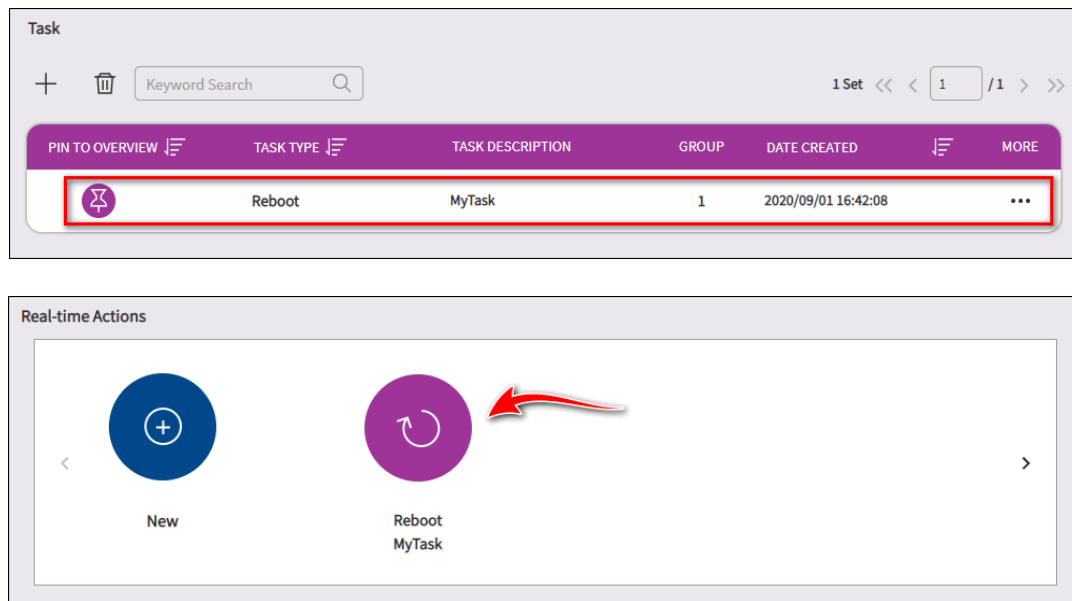 Task
Keyword Search
1 Set 1 / 1
PIN TO OVERVIEW TASK TYPE TASK DESCRIPTION GROUP DATE CREATED MORE
Reboot MyTask 1 2020/09/01 16:42:08
Real-time Actions
New
Reboot
MyTask